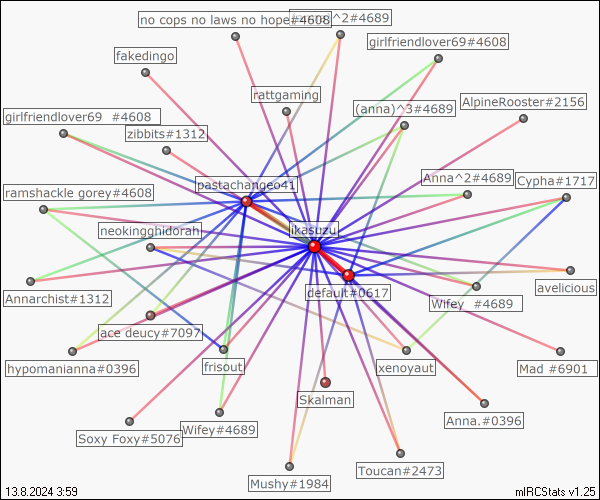 no cops no laws no hope#4608
^2#4689
girlfriendlover69#4608
fakedingo
rattgaming
(anna)^3#4689
AlpineRooster#2156
girlfriendlover69 #4608
zibbits#1312
pastachangeo41
Anna^2#4689
Cypha#1717
ramshackle gorey#4608
neokingghidorah
ikasuzu
default#0617
Wifey #4689
avelicious
Annarchist#1312
ace deucy#7097
hypomanianna#0396
frisout
xenoyaut
Mad #6901
Skalman
Anna.#0396
Soxy Foxy#5076
Wifey#4689
Mushy#1984
Toucan#2473
13.8.2024 3:59
mIRCStats v1.25